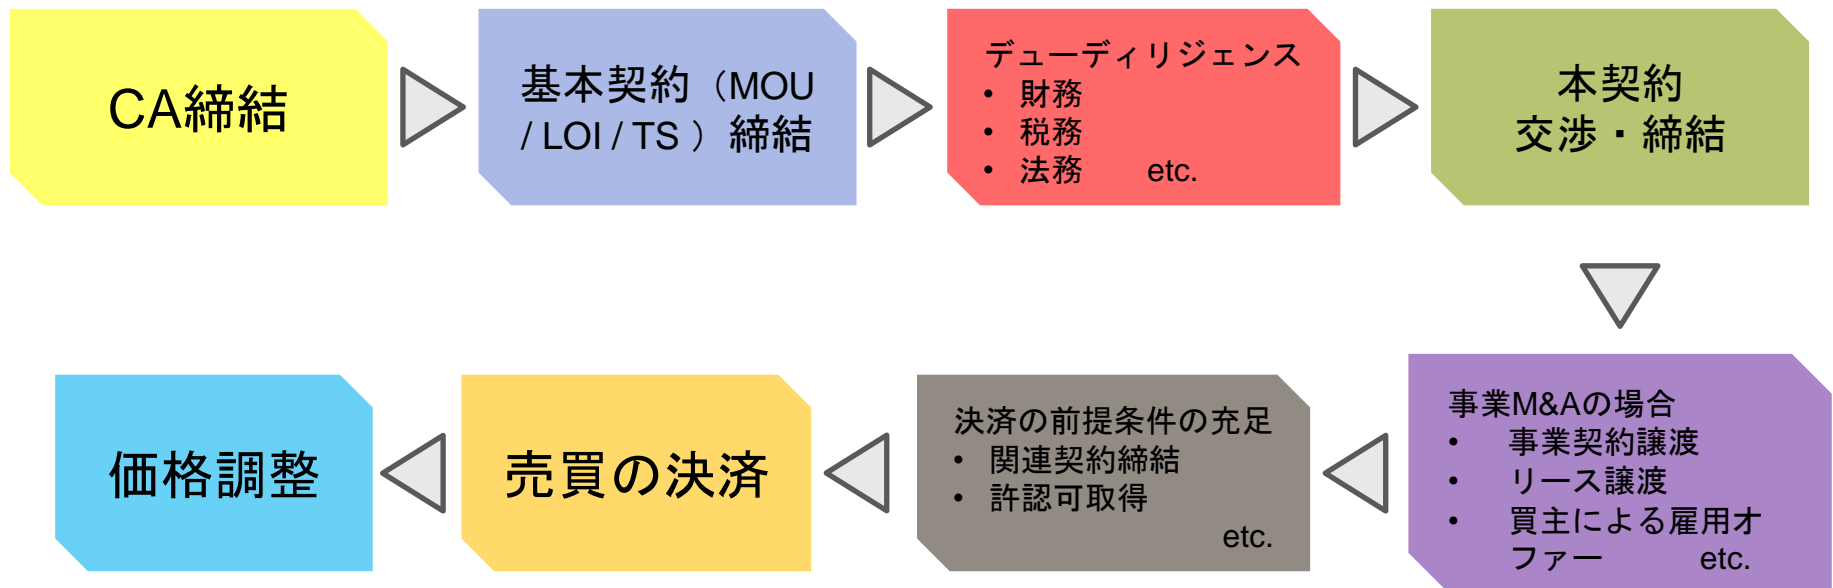 CA締結
基本契約（MOU
/ LOI / TS ）締結
デューディリジェンス
• 財務
• 税務
• 法務 etc.
本契約
交渉・締結
事業M&Aの場合
• 事業契約譲渡
• リース譲渡
• 買主による雇用オ
ファー etc.
決済の前提条件の充足
• 関連契約締結
• 許認可取得
etc.
売買の決済
価格調整